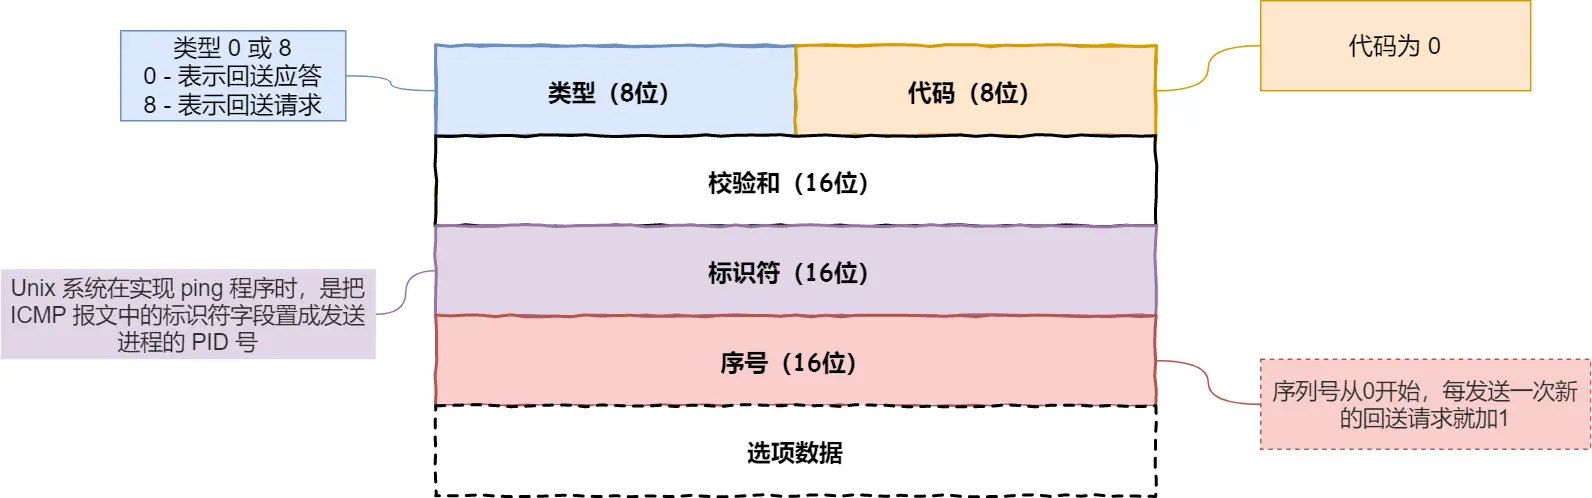 类型 0 或 8
0 - 表示回送应答
8 - 表示回送请求
类型（8位）
代码（8位）
代码为 0
校验和（16位）
标识符（16位）
Unix 系统在实现 ping 程序时，是把
ICMP 报文中的标识符字段置成发送
进程的 PID 号
序号（16位）
序列号从0开始，每发送一次新
的回送请求就加1
选项数据